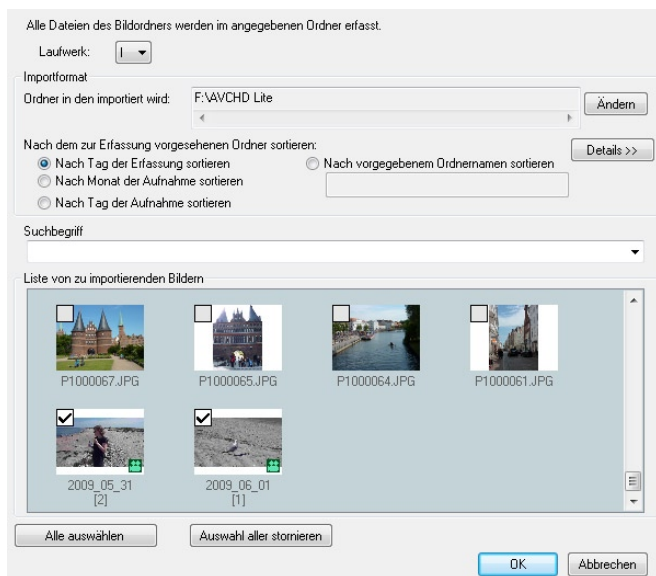 Alle Dateien des Bildordners werden im angegebenen Ordner erfasst.
Laufwerk: I
Importformat
Ordner in den importiert wird: F:\AVCHD Lite Ändern
Nach dem zur Erfassung vorgesehenen Ordner sortieren: Details >>
Nach Tag der Erfassung sortieren Nach vorgegebenem Ordnernamen sortieren
Nach Monat der Aufnahme sortieren
Nach Tag der Aufnahme sortieren
Suchbegriff
Liste von zu importierenden Bildern
P1000067.JPG P1000065.JPG P1000064.JPG P1000061.JPG
2009_05_31 2009_06_01
[2] [1]
Alle auswählen Auswahl aller stornieren
OK Abbrechen